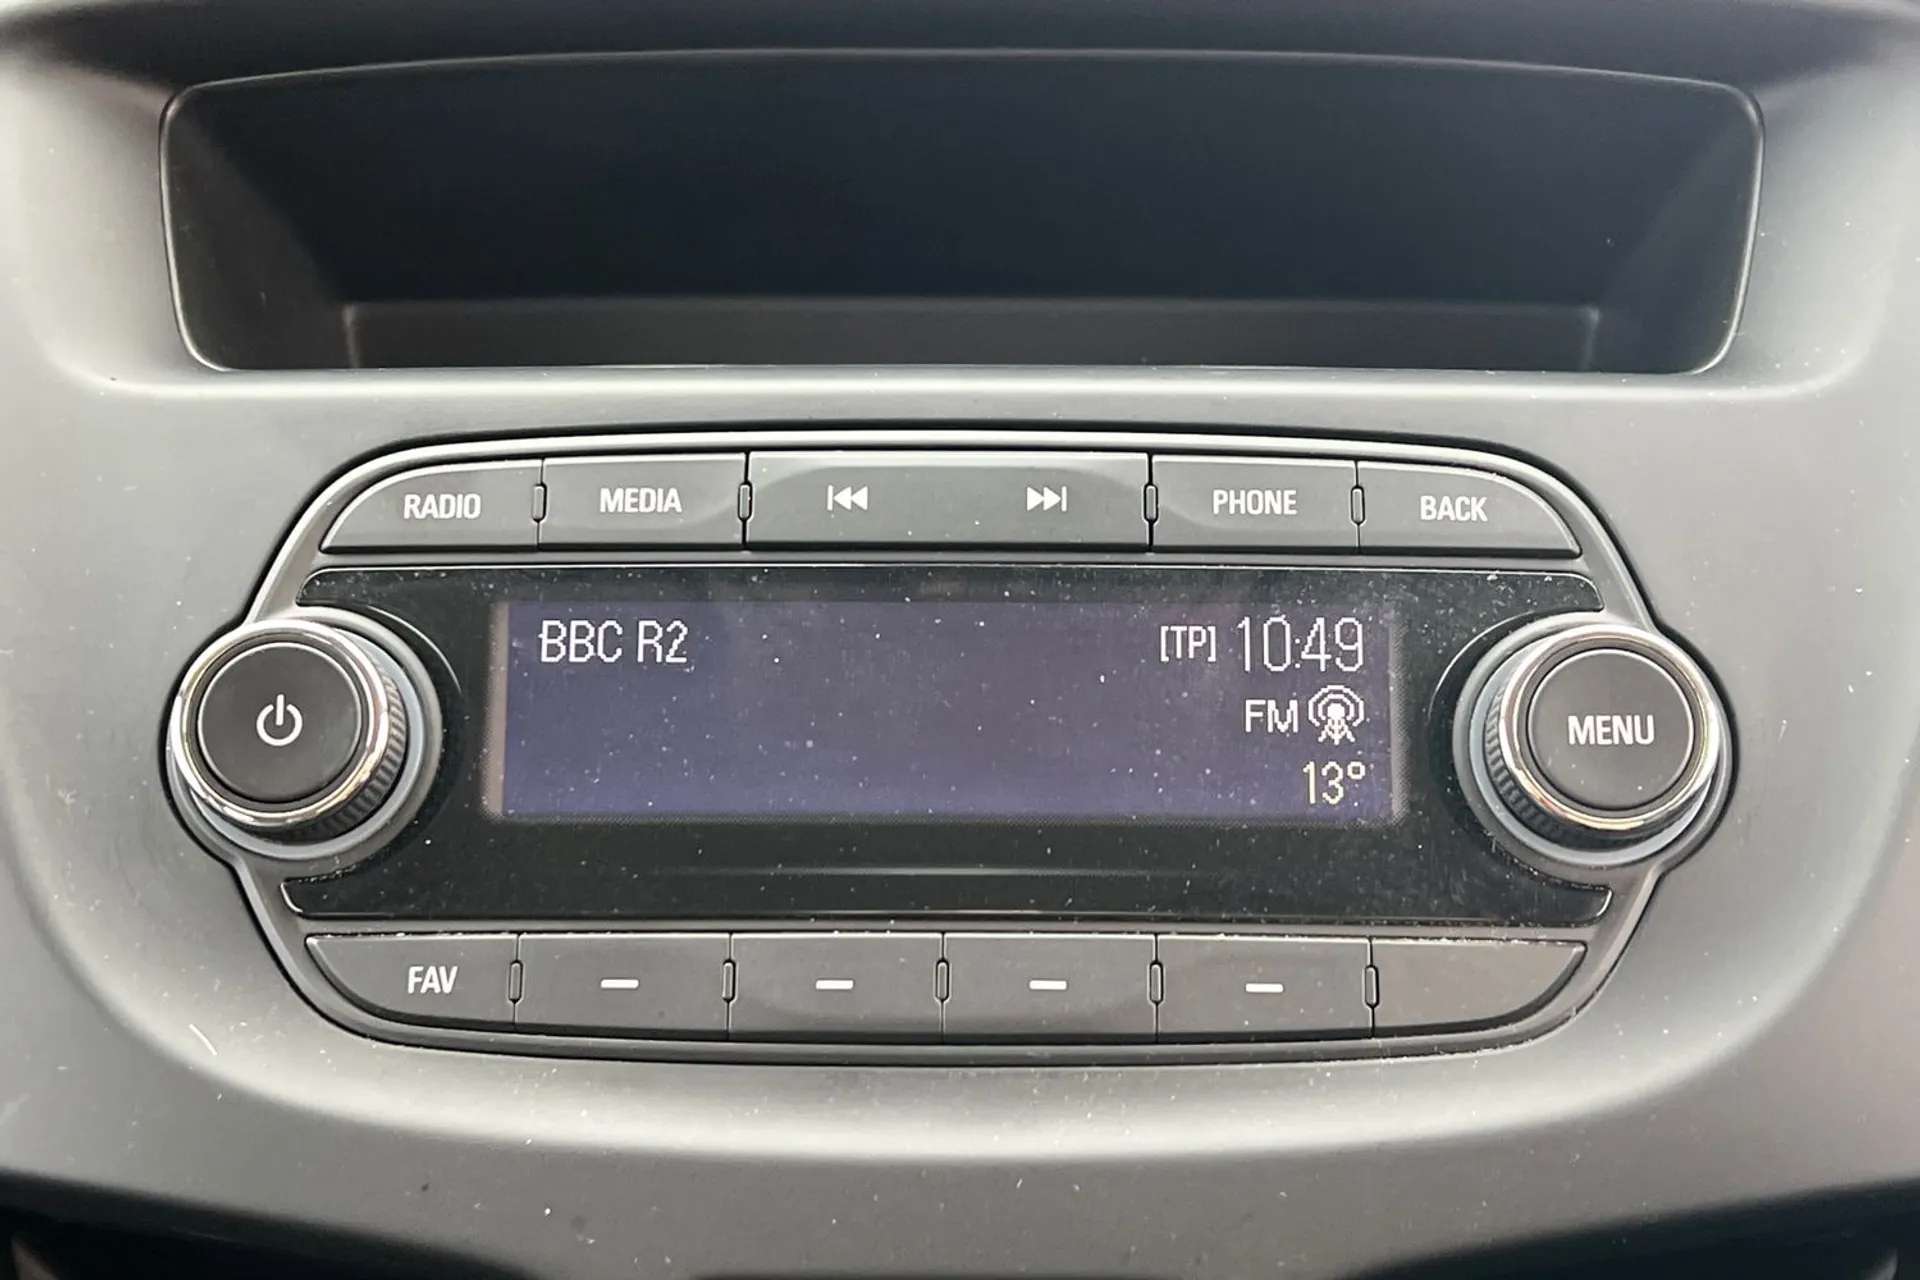 RADIO MEDIA PHONE BACK
BBC R2 [TP] 10:49
FM
13°
MENU
FAV